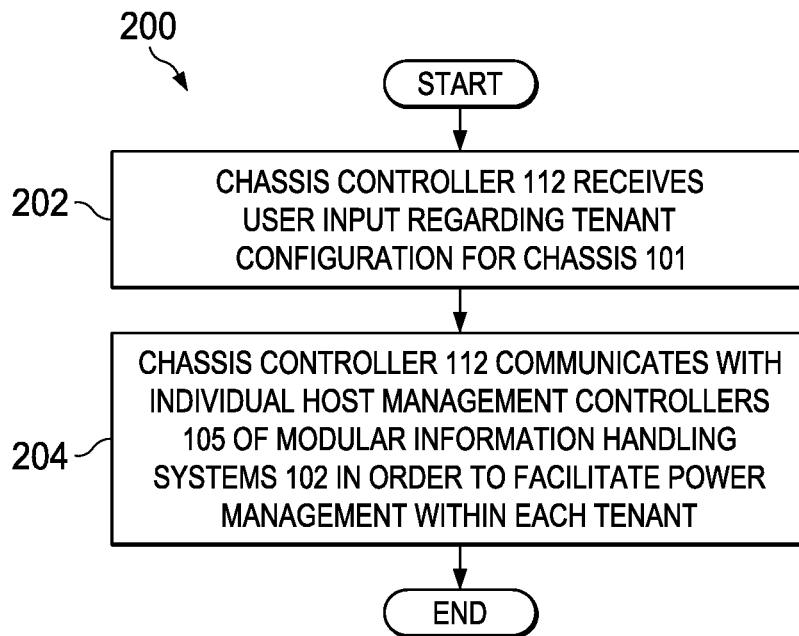 200
START
202
CHASSIS CONTROLLER 112 RECEIVES
USER INPUT REGARDING TENANT
CONFIGURATION FOR CHASSIS 101
204
CHASSIS CONTROLLER 112 COMMUNICATES WITH
INDIVIDUAL HOST MANAGEMENT CONTROLLERS
105 OF MODULAR INFORMATION HANDLING
SYSTEMS 102 IN ORDER TO FACILITATE POWER
MANAGEMENT WITHIN EACH TENANT
END